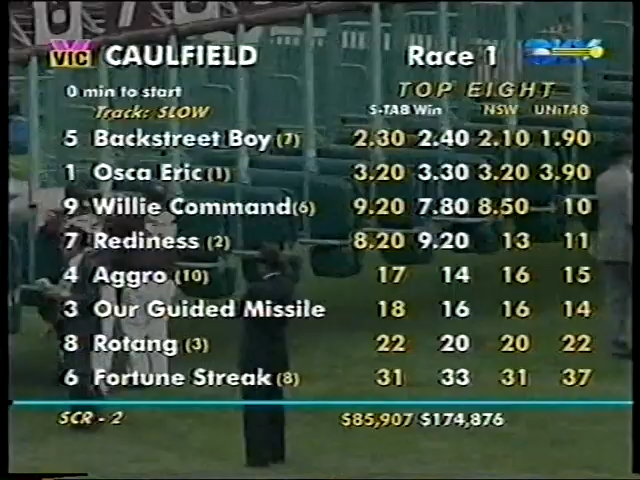 VIC CAULFIELD Race 1 SKY
0 min to start TOP EIGHT
Track: SLOW S-TAB Win NSW UNiTAB
5 Backstreet Boy (7) 2.30 2.40 2.10 1.90
1 Osca Eric (1) 3.20 3.30 3.20 3.90
9 Willie Command (6) 9.20 7.80 8.50 10
7 Rediness (2) 8.20 9.20 13 11
4 Aggro (10) 17 14 16 15
3 Our Guided Missile 18 16 16 14
8 Rotang (3) 22 20 20 22
6 Fortune Streak (8) 31 33 31 37
SCR - 2 $85,907 $174,876